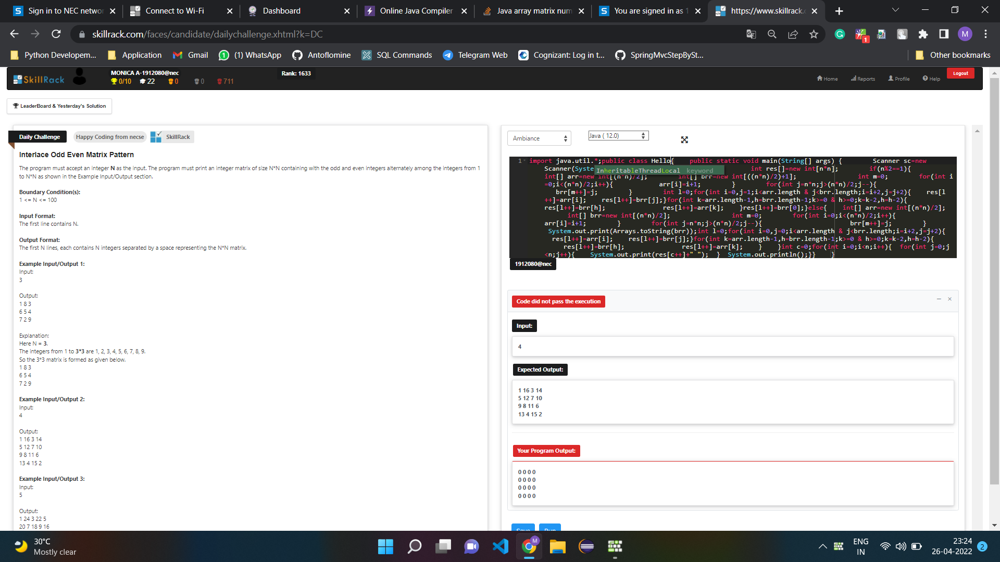 Sign in to NEC networ
Connect to Wi-Fi
Dashboard
Online Java Compiler
Java array matrix num
You are signed in as 1
https://www.skillrack.c
skillrack.com/faces/candidate/dailychallenge.xhtml?k=DC
1
M
Python Developem...
Application
Gmail
(1) WhatsApp
Antoflomine
SQL Commands
Telegram Web
Cognizant: Log in t...
SpringMvcStepBySt...
Other bookmarks
SkillRack
MONICA A-1912080@nec
0/10 22 0 0 711
Rank: 1633
Home
Reports
Profile
Help
Logout
LeaderBoard & Yesterday's Solution
Daily Challenge
Happy Coding from necse
SkillRack
Interlace Odd Even Matrix Pattern
The program must accept an integer N as the input. The program must print an integer matrix of size N*N containing with the odd and even integers alternately among the integers from 1
to N*N as shown in the Example Input/Output section.
Boundary Condition(s):
1 <= N <= 100
Input Format:
The first line contains N.
Output Format:
The first N lines, each contains N integers separated by a space representing the N*N matrix.
Example Input/Output 1:
Input:
3
Output:
1 8 3
6 5 4
7 2 9
Explanation:
Here N = 3.
The integers from 1 to 3*3 are 1, 2, 3, 4, 5, 6, 7, 8, 9.
So the 3*3 matrix is formed as given below.
1 8 3
6 5 4
7 2 9
Example Input/Output 2:
Input:
4
Output:
1 16 3 14
5 12 7 10
9 8 11 6
13 4 15 2
Example Input/Output 3:
Input:
5
Output:
1 24 3 22 5
20 7 18 9 16
Ambiance
Java ( 12.0)
1 import java.util.*;public class Hello{ public static void main(String[] args) { Scanner sc=new
Scanner(Syste int res[]=new int[n*n]; if(n%2==1){
InheritableThreadLocal keyword
int[] arr=new int[(n*n)/2]; int[] brr=new int[((n*n)/2)+1]; int m=0; for(int i
=0;i<(n*n)/2;i++){ arr[i]=i+1; } for(int j=n*n;j>(n*n)/2;j--){
brr[m++]=j; } int l=0;for(int i=0,j=1;i<arr.length & j<brr.length;i=i+2,j=j+2){ res[l
++]=arr[i]; res[l++]=brr[j];}for(int k=arr.length-1,h=brr.length-1;k>=0 & h>=0;k=k-2,h=h-2){
res[l++]=brr[h]; res[l++]=arr[k]; }res[l++]=brr[0];}else{ int[] arr=new int[(n*n)/2];
int[] brr=new int[(n*n)/2]; int m=0; for(int i=0;i<(n*n)/2;i++){
arr[i]=i+1; } for(int j=n*n;j>(n*n)/2;j--){ brr[m++]=j; }
System.out.print(Arrays.toString(brr));int l=0;for(int i=0,j=0;i<arr.length & j<brr.length;i=i+2,j=j+2){
res[l++]=arr[i]; res[l++]=brr[j];}for(int k=arr.length-1,h=brr.length-1;k>=0 & h>=0;k=k-2,h=h-2){
res[l++]=brr[h]; res[l++]=arr[k]; } }int c=0;for(int i=0;i<n;i++){ for(int j=0;j
<n;j++){ System.out.print(res[c++]+" "); } System.out.println();}} }
1912080@nec
Code did not pass the execution
Input:
4
Expected Output:
1 16 3 14
5 12 7 10
9 8 11 6
13 4 15 2
Your Program Output:
0 0 0 0
0 0 0 0
0 0 0 0
0 0 0 0
Save
Run
30°C
Mostly clear
M
ENG
IN
23:24
26-04-2022
2